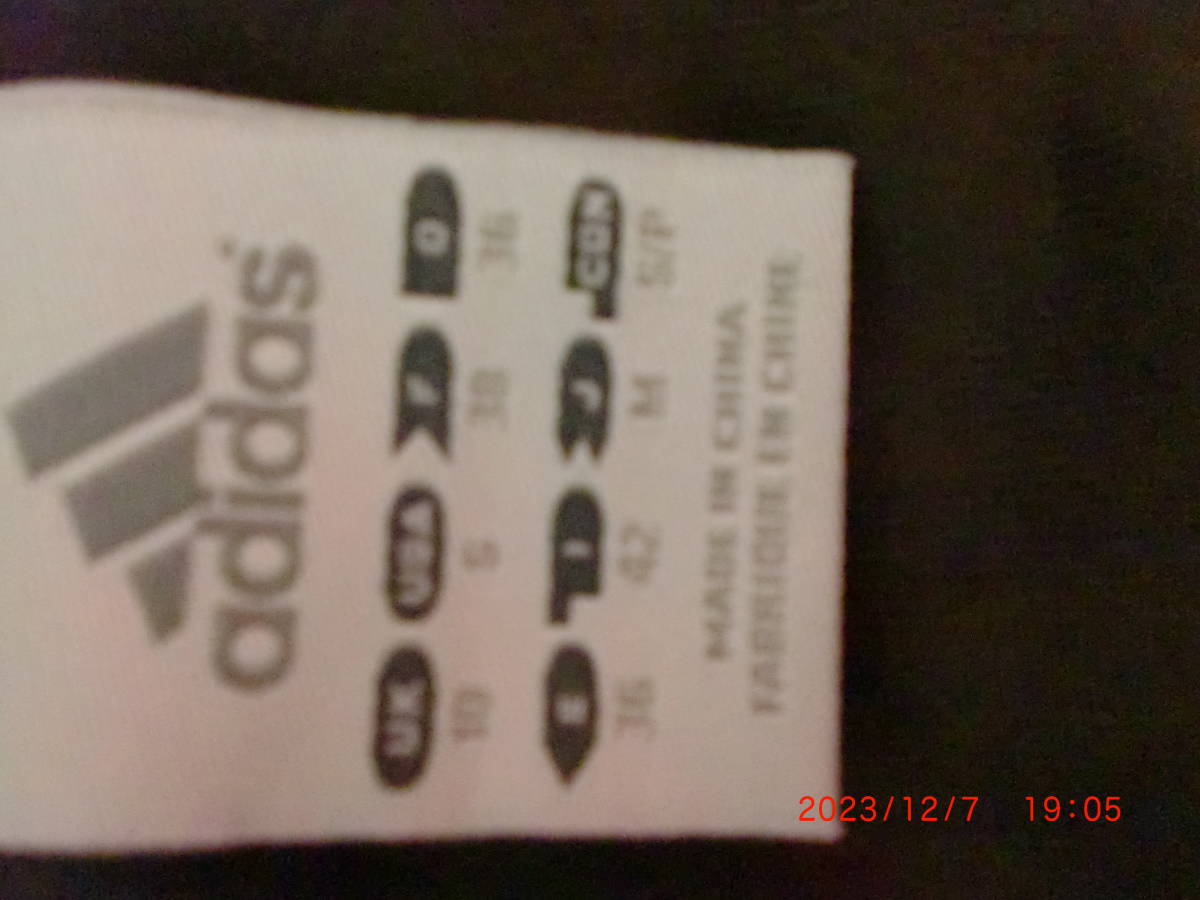 adidas
UK USA F D
10 S 38 36
E I J CDN
36 42 M S/P
MADE IN CHINA
FABRIQUE EN CHINE
2023/12/7 19:05